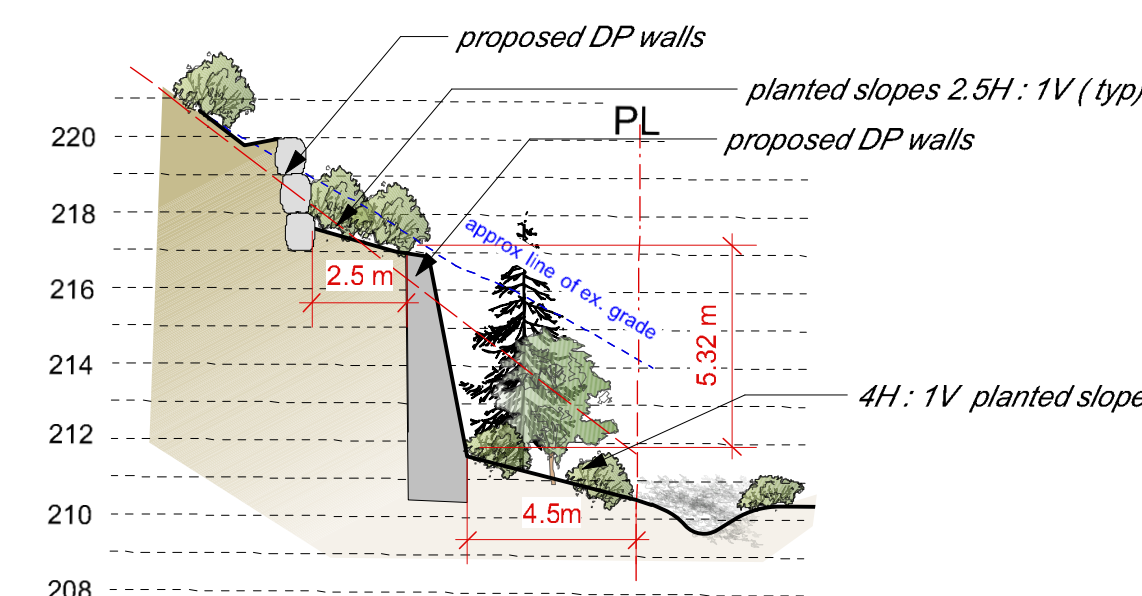 proposed DP walls
planted slopes 2.5H : 1V ( typ)
PL
proposed DP walls
220
218
216
214
212
210
208
approx line of ex. grade
2.5 m
5.32 m
4H : 1V planted slope
4.5m